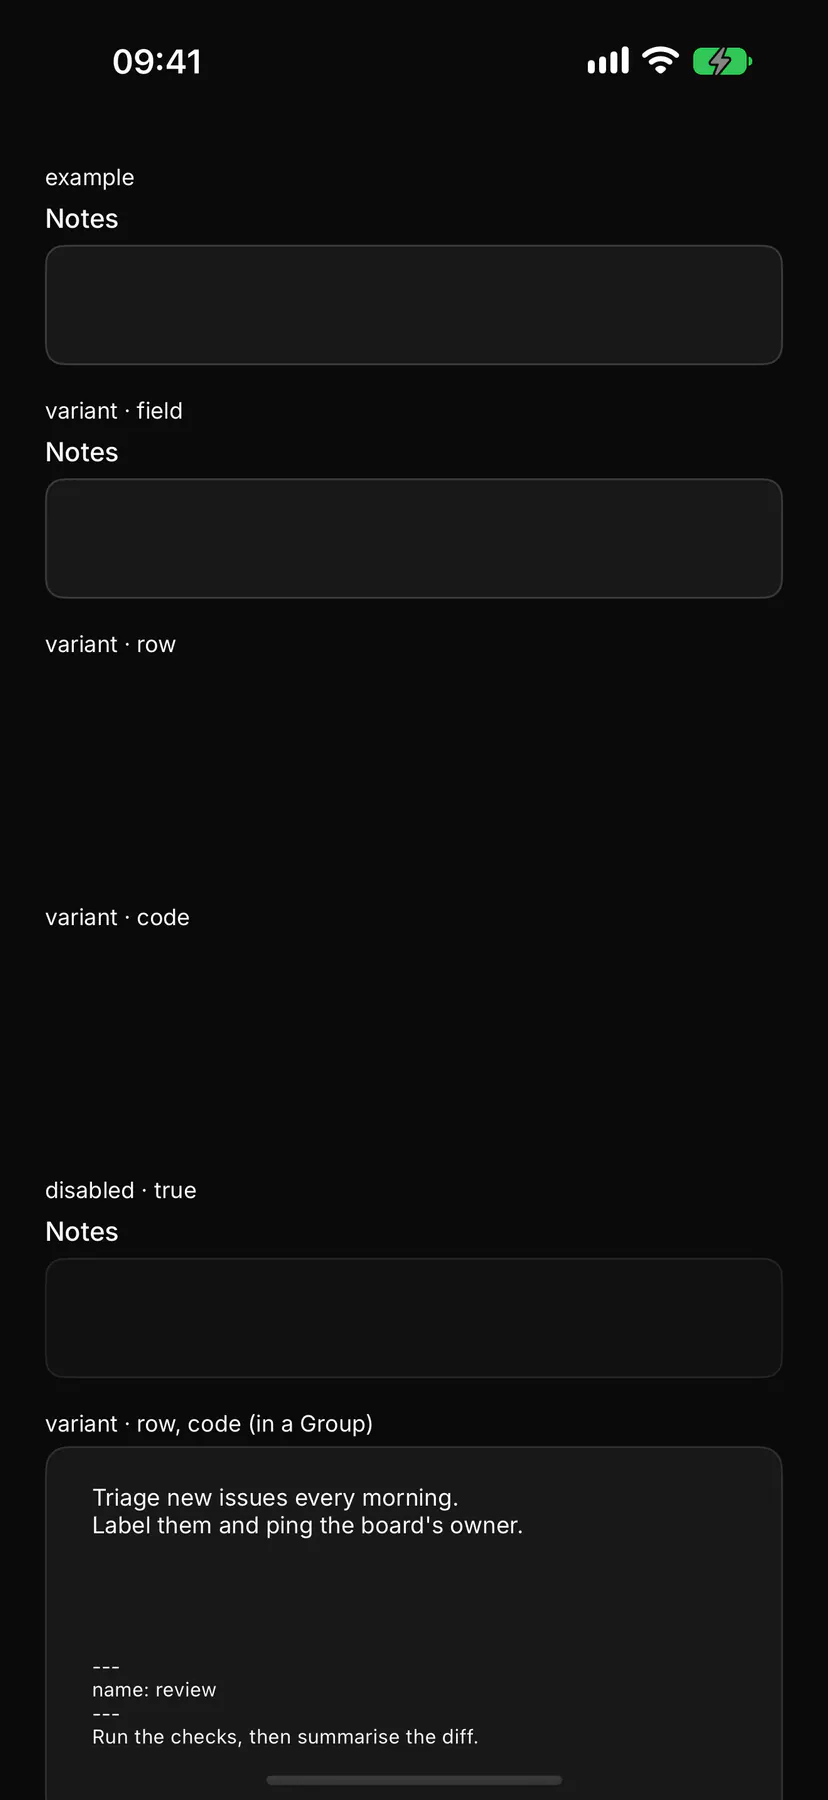 09:41
example
Notes
variant · field
Notes
variant · row
variant · code
disabled · true
Notes
variant · row, code (in a Group)
Triage new issues every morning.
Label them and ping the board's owner.
---
name: review
---
Run the checks, then summarise the diff.